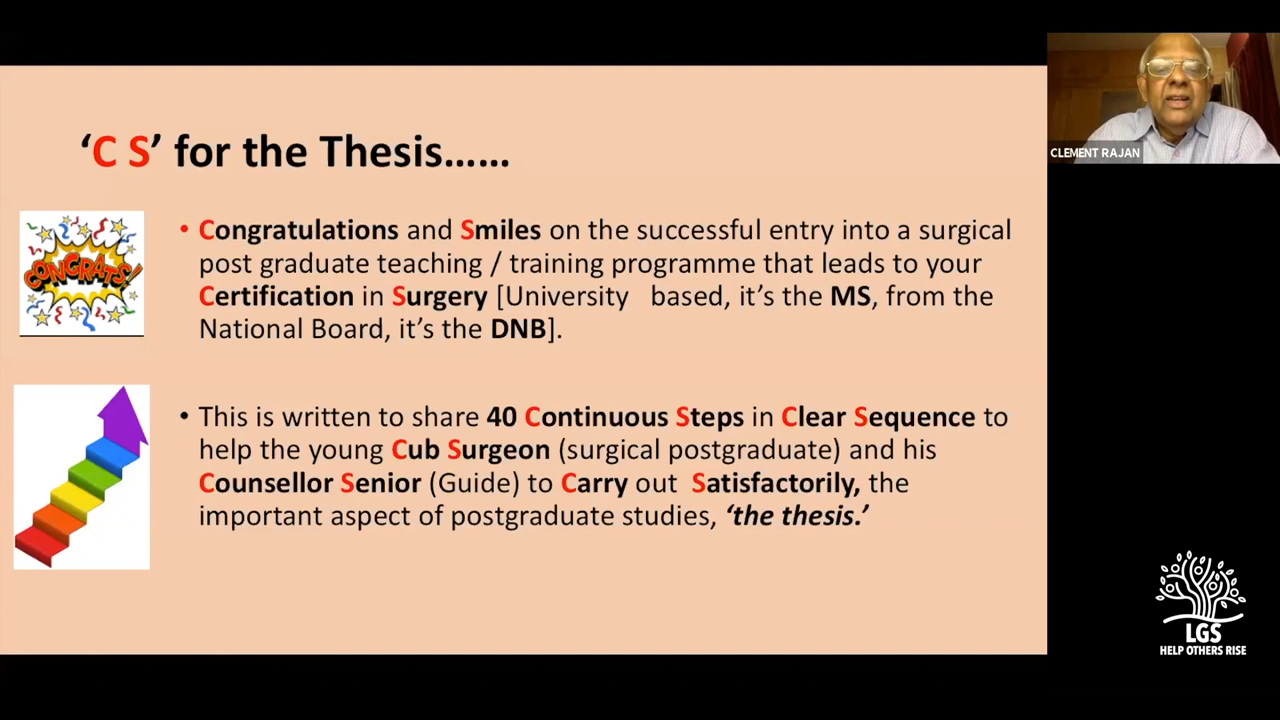 ‘C S’ for the Thesis......
CONGRATS!
• Congratulations and Smiles on the successful entry into a surgical
post graduate teaching / training programme that leads to your
Certification in Surgery [University based, it’s the MS, from the
National Board, it’s the DNB].
• This is written to share 40 Continuous Steps in Clear Sequence to
help the young Cub Surgeon (surgical postgraduate) and his
Counsellor Senior (Guide) to Carry out Satisfactorily, the
important aspect of postgraduate studies, ‘the thesis.’
CLEMENT RAJAN
LGS
HELP OTHERS RISE